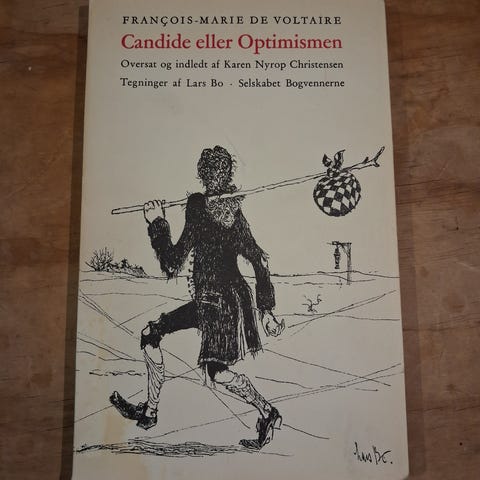 FRANÇOIS-MARIE DE VOLTAIRE
Candide eller Optimismen
Oversat og indledt af Karen Nyrop Christensen
Tegninger af Lars Bo · Selskabet Bogvennerne
Lars Bo.